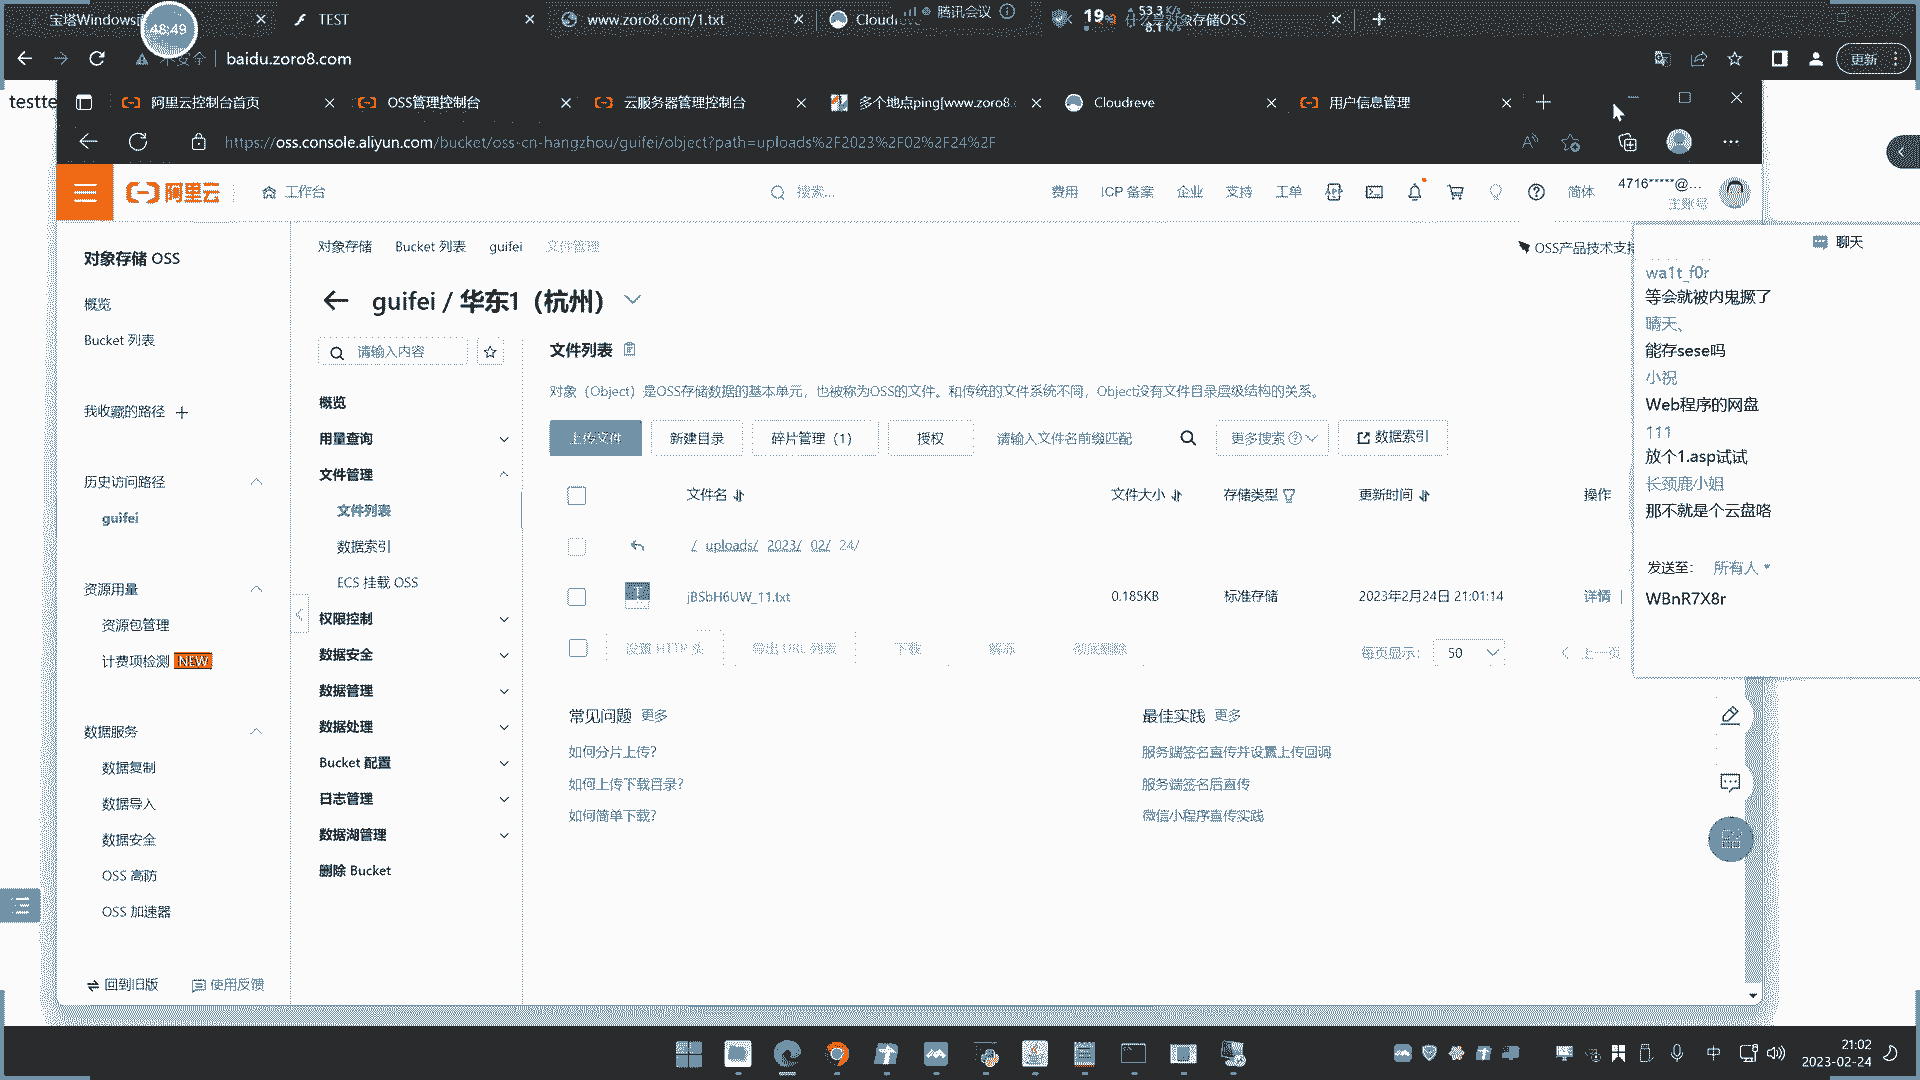 宝塔Windows
TEST
www.zoro8.com/1.txt
Cloudre
腾讯会议
19
53.3 K/s
8.1 K/s
什么是对象存储OSS
48:49
不安全
baidu.zoro8.com
更新
testte
阿里云控制台首页
OSS管理控制台
云服务器管理控制台
多个地点ping[www.zoro8.
Cloudreve
用户信息管理
https://oss.console.aliyun.com/bucket/oss-cn-hangzhou/guifei/object?path=uploads%2F2023%2F02%2F24%2F
阿里云
工作台
搜索...
费用
ICP 备案
企业
支持
工单
简体
4716*****@...
主账号
对象存储 OSS
概览
Bucket 列表
我收藏的路径
历史访问路径
guifei
资源用量
资源包管理
计费项检测 NEW
数据服务
数据复制
数据导入
数据安全
OSS 高防
OSS 加速器
回到旧版
使用反馈
对象存储
Bucket 列表
guifei
文件管理
OSS产品技术支持
guifei / 华东1（杭州）
请输入内容
概览
用量查询
文件管理
文件列表
数据索引
ECS 挂载 OSS
权限控制
数据安全
数据管理
数据处理
Bucket 配置
日志管理
数据湖管理
删除 Bucket
文件列表
对象（Object）是OSS存储数据的基本单元，也被称为OSS的文件。和传统的文件系统不同，Object没有文件目录层级结构的关系。
上传文件
新建目录
碎片管理（1）
授权
请输入文件名前缀匹配
更多搜索
数据索引
文件名
文件大小
存储类型
更新时间
操作
/ uploads/ 2023/ 02/ 24/
jBSbH6UW_11.txt
0.185KB
标准存储
2023年2月24日 21:01:14
详情
设置 HTTP 头
导出 URL 列表
下载
解冻
彻底删除
每页显示：
50
上一页
常见问题 更多
如何分片上传?
如何上传下载目录?
如何简单下载?
最佳实践 更多
服务端签名直传并设置上传回调
服务端签名后直传
微信小程序直传实践
聊天
wa1t_f0r
等会就被内鬼撅了
晴天、
能存sese吗
小祝
Web程序的网盘
111
放个1.asp试试
长颈鹿小姐
那不就是个云盘咯
发送至：
所有人
WBnR7X8r
中
21:02
2023-02-24